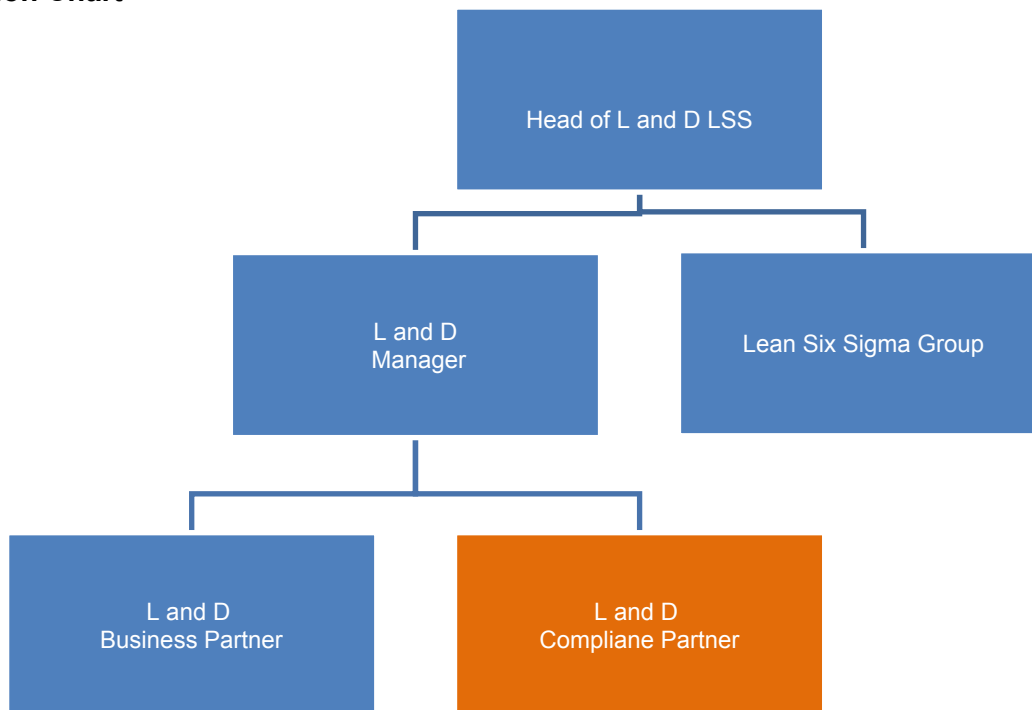 Head of L and D LSS
L and D
Manager
Lean Six Sigma Group
L and D
Business Partner
L and D
Compliane Partner